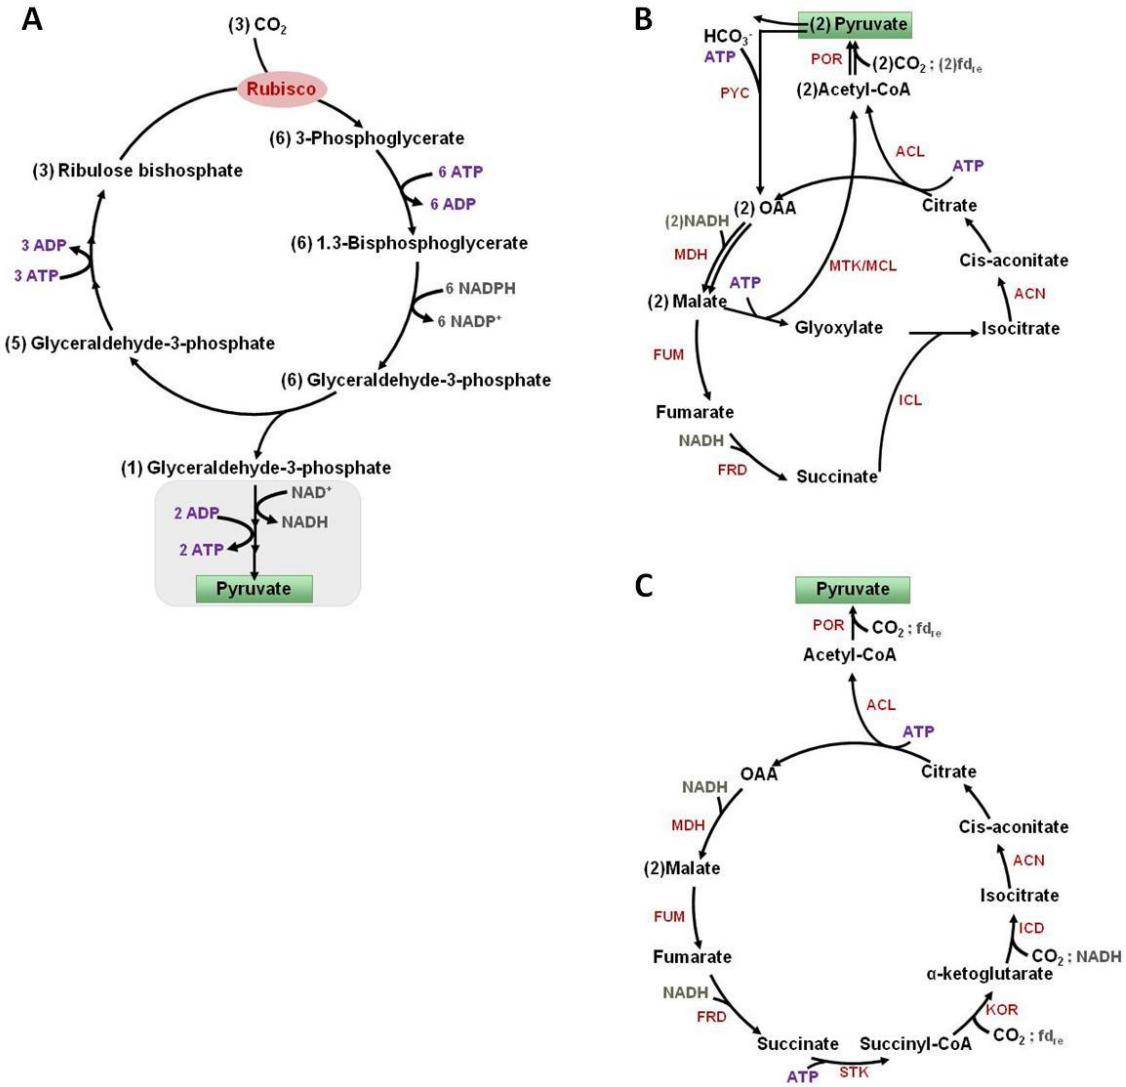 A
(3) CO2
Rubisco
(6) 3-Phosphoglycerate
(3) Ribulose bishosphate
6 ATP
6 ADP
(6) 1.3-Bisphosphoglycerate
3 ADP
3 ATP
6 NADPH
6 NADP+
(5) Glyceraldehyde-3-phosphate
(6) Glyceraldehyde-3-phosphate
(1) Glyceraldehyde-3-phosphate
NAD+
2 ADP
NADH
2 ATP
Pyruvate
B
(2) Pyruvate
HCO3-
ATP
POR
(2)CO2 ; (2)fdre
PYC
(2)Acetyl-CoA
ACL
ATP
(2) OAA
Citrate
(2)NADH
MDH
Cis-aconitate
MTK/MCL
ATP
ACN
(2) Malate
Glyoxylate
Isocitrate
FUM
ICL
Fumarate
NADH
FRD
Succinate
C
Pyruvate
POR
CO2 ; fdre
Acetyl-CoA
ACL
ATP
OAA
Citrate
NADH
MDH
Cis-aconitate
ACN
(2)Malate
Isocitrate
FUM
ICD
CO2 ; NADH
Fumarate
α-ketoglutarate
NADH
FRD
KOR
CO2 ; fdre
Succinate
Succinyl-CoA
ATP
STK